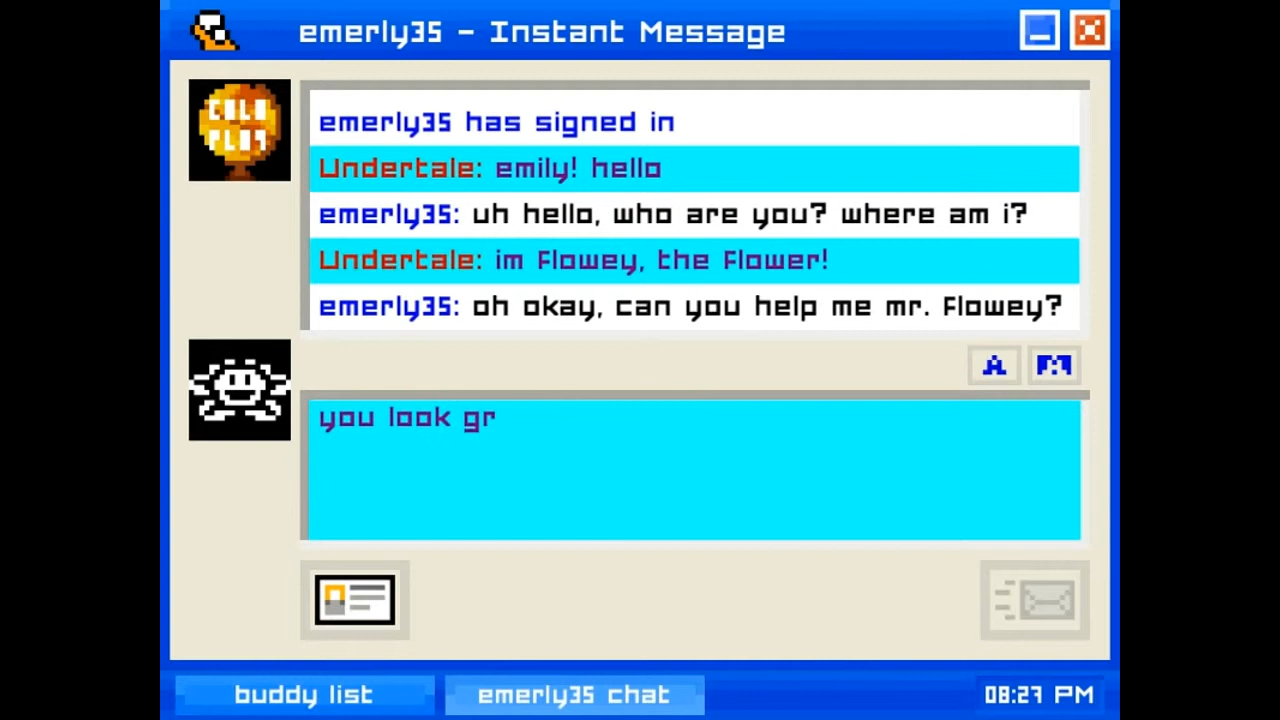 emerly35 - Instant Message
COLD
PLAY
emerly35 has signed in
Undertale: emily! hello
emerly35: uh hello, who are you? where am i?
Undertale: im Flowey, the Flower!
emerly35: oh okay, can you help me mr. Flowey?
A
you look gr
buddy list
emerly35 chat
08:27 PM